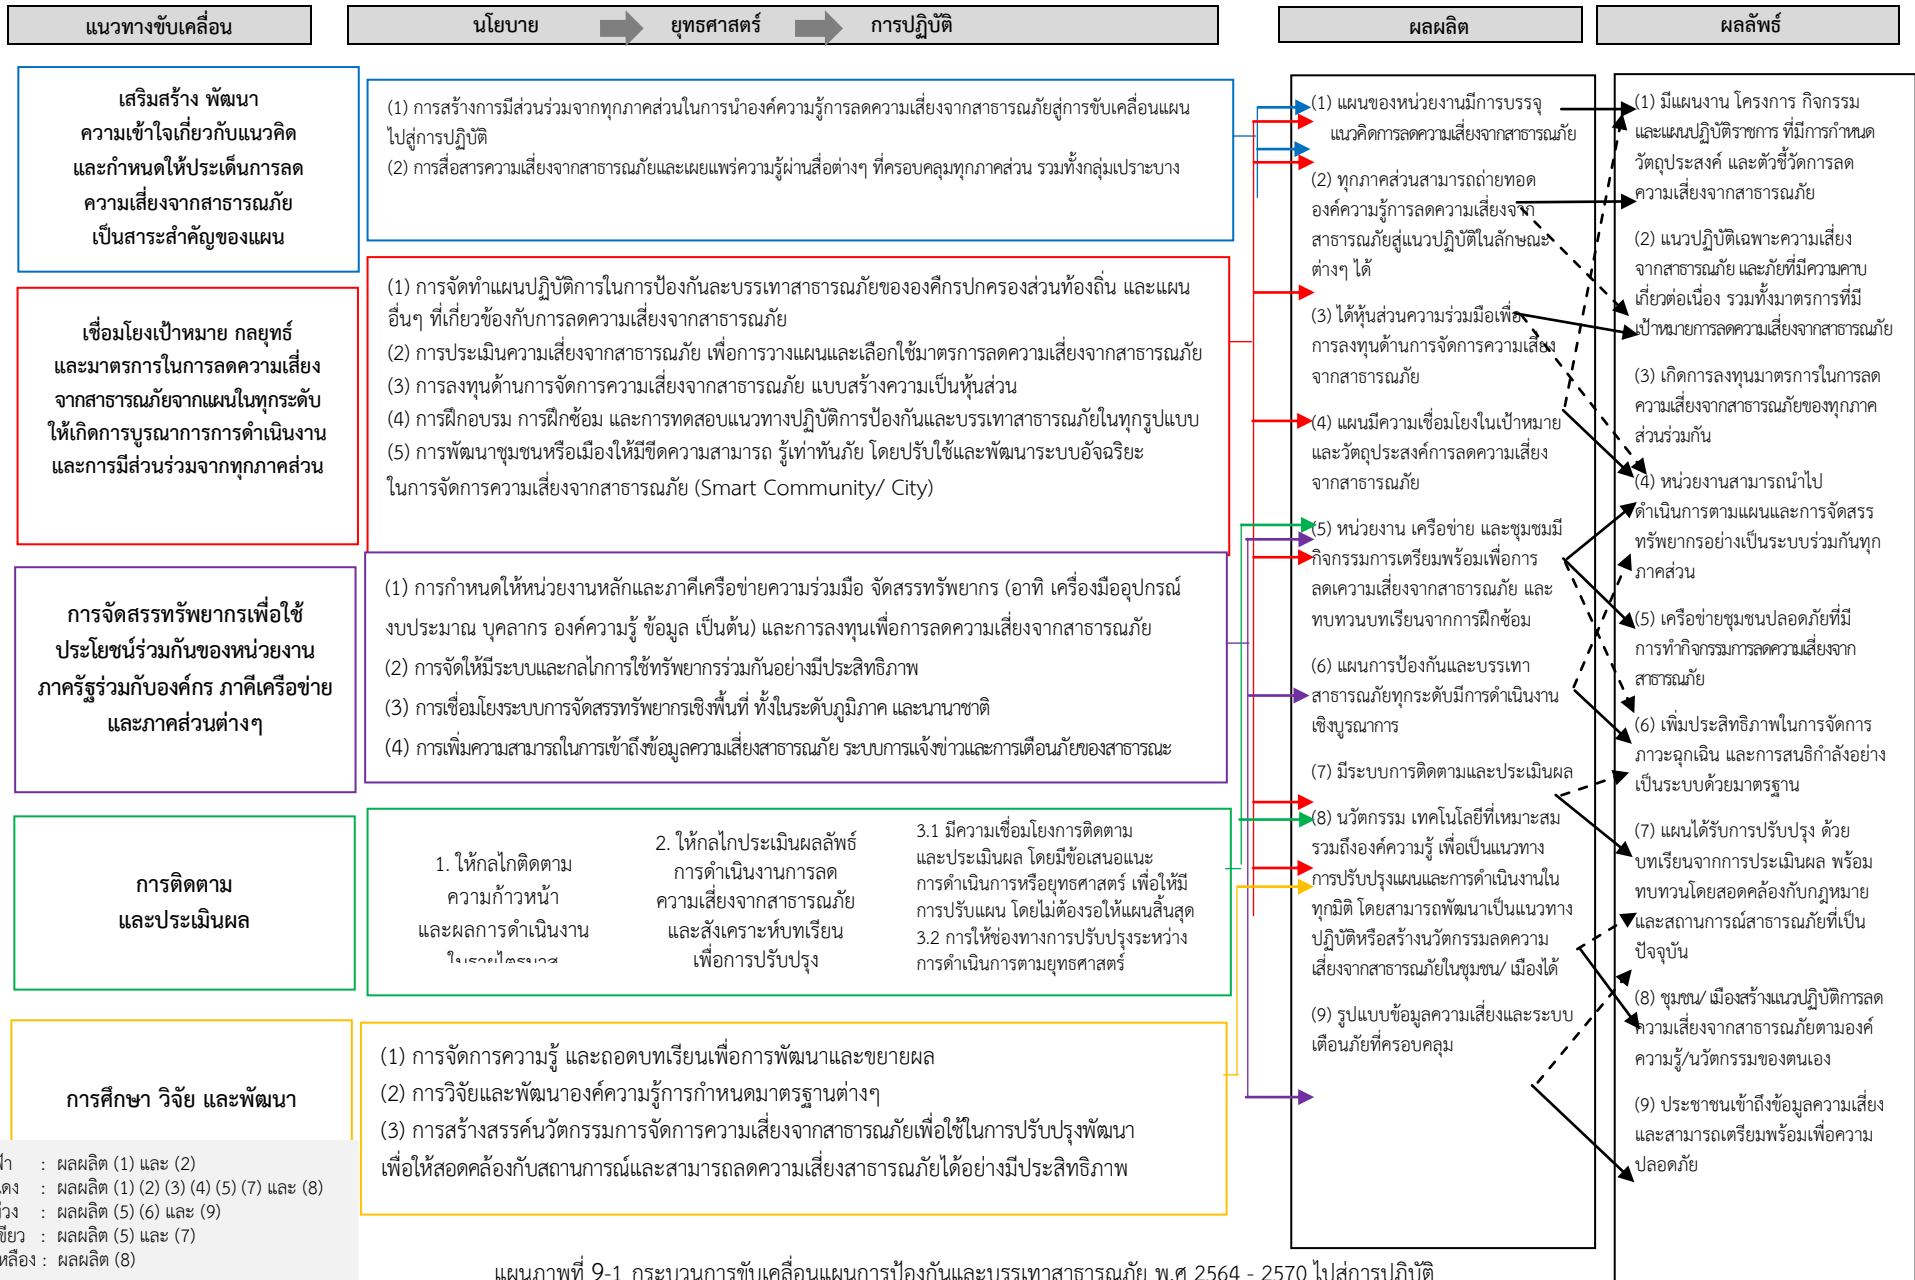 แนวทางขับเคลื่อน
นโยบาย
ยุทธศาสตร์
การปฏิบัติ
ผลผลิต
ผลลัพธ์
เสริมสร้าง พัฒนา
ความเข้าใจเกี่ยวกับแนวคิด
และกำหนดให้ประเด็นการลด
ความเสี่ยงจากสาธารณภัย
เป็นสาระสำคัญของแผน
(1) การสร้างการมีส่วนร่วมจากทุกภาคส่วนในการนำองค์ความรู้การลดความเสี่ยงจากสาธารณภัยสู่การขับเคลื่อนแผน
ไปสู่การปฏิบัติ
(2) การสื่อสารความเสี่ยงจากสาธารณภัยและเผยแพร่ความรู้ผ่านสื่อต่างๆ ที่ครอบคลุมทุกภาคส่วน รวมทั้งกลุ่มเปราะบาง
เชื่อมโยงเป้าหมาย กลยุทธ์
และมาตรการในการลดความเสี่ยง
จากสาธารณภัยจากแผนในทุกระดับ
ให้เกิดการบูรณาการการดำเนินงาน
และการมีส่วนร่วมจากทุกภาคส่วน
(1) การจัดทำแผนปฏิบัติการในการป้องกันละบรรเทาสาธารณภัยขององค์กรปกครองส่วนท้องถิ่น และแผน
อื่นๆ ที่เกี่ยวข้องกับการลดความเสี่ยงจากสาธารณภัย
(2) การประเมินความเสี่ยงจากสาธารณภัย เพื่อการวางแผนและเลือกใช้มาตรการลดความเสี่ยงจากสาธารณภัย
(3) การลงทุนด้านการจัดการความเสี่ยงจากสาธารณภัย แบบสร้างความเป็นหุ้นส่วน
(4) การฝึกอบรม การฝึกซ้อม และการทดสอบแนวทางปฏิบัติการป้องกันและบรรเทาสาธารณภัยในทุกรูปแบบ
(5) การพัฒนาชุมชนหรือเมืองให้มีขีดความสามารถ รู้เท่าทันภัย โดยปรับใช้และพัฒนาระบบอัจฉริยะ
ในการจัดการความเสี่ยงจากสาธารณภัย (Smart Community/ City)
การจัดสรรทรัพยากรเพื่อใช้
ประโยชน์ร่วมกันของหน่วยงาน
ภาครัฐร่วมกับองค์กร ภาคีเครือข่าย
และภาคส่วนต่างๆ
(1) การกำหนดให้หน่วยงานหลักและภาคีเครือข่ายความร่วมมือ จัดสรรทรัพยากร (อาทิ เครื่องมืออุปกรณ์
งบประมาณ บุคลากร องค์ความรู้ ข้อมูล เป็นต้น) และการลงทุนเพื่อการลดความเสี่ยงจากสาธารณภัย
(2) การจัดให้มีระบบและกลไกการใช้ทรัพยากรร่วมกันอย่างมีประสิทธิภาพ
(3) การเชื่อมโยงระบบการจัดสรรทรัพยากรเชิงพื้นที่ ทั้งในระดับภูมิภาค และนานาชาติ
(4) การเพิ่มความสามารถในการเข้าถึงข้อมูลความเสี่ยงสาธารณภัย ระบบการแจ้งข่าวและการเตือนภัยของสาธารณะ
การติดตาม
และประเมินผล
1. ให้กลไกติดตาม
ความก้าวหน้า
และผลการดำเนินงาน
ในรายไตรมาส
2. ให้กลไกประเมินผลลัพธ์
การดำเนินงานการลด
ความเสี่ยงจากสาธารณภัย
และสังเคราะห์บทเรียน
เพื่อการปรับปรุง
3.1 มีความเชื่อมโยงการติดตาม
และประเมินผล โดยมีข้อเสนอแนะ
การดำเนินการหรือยุทธศาสตร์ เพื่อให้มี
การปรับแผน โดยไม่ต้องรอให้แผนสิ้นสุด
3.2 การให้ช่องทางการปรับปรุงระหว่าง
การดำเนินการตามยุทธศาสตร์
การศึกษา วิจัย และพัฒนา
(1) การจัดการความรู้ และถอดบทเรียนเพื่อการพัฒนาและขยายผล
(2) การวิจัยและพัฒนาองค์ความรู้การกำหนดมาตรฐานต่างๆ
(3) การสร้างสรรค์นวัตกรรมการจัดการความเสี่ยงจากสาธารณภัยเพื่อใช้ในการปรับปรุงพัฒนา
เพื่อให้สอดคล้องกับสถานการณ์และสามารถลดความเสี่ยงสาธารณภัยได้อย่างมีประสิทธิภาพ
: ผลผลิต (1) และ (2)
: ผลผลิต (1) (2) (3) (4) (5) (7) และ (8)
: ผลผลิต (5) (6) และ (9)
: ผลผลิต (5) และ (7)
: ผลผลิต (8)
(1) แผนของหน่วยงานมีการบรรจุ
แนวคิดการลดความเสี่ยงจากสาธารณภัย
(2) ทุกภาคส่วนสามารถถ่ายทอด
องค์ความรู้การลดความเสี่ยงจาก
สาธารณภัยสู่แนวปฏิบัติในลักษณะ
ต่างๆ ได้
(3) ได้หุ้นส่วนความร่วมมือเพื่อ
การลงทุนด้านการจัดการความเสี่ยง
จากสาธารณภัย
(4) แผนมีความเชื่อมโยงในเป้าหมาย
และวัตถุประสงค์การลดความเสี่ยง
จากสาธารณภัย
(5) หน่วยงาน เครือข่าย และชุมชมมี
กิจกรรมการเตรียมพร้อมเพื่อการ
ลดเความเสี่ยงจากสาธารณภัย และ
ทบทวนบทเรียนจากการฝึกซ้อม
(6) แผนการป้องกันและบรรเทา
สาธารณภัยทุกระดับมีการดำเนินงาน
เชิงบูรณาการ
(7) มีระบบการติดตามและประเมินผล
(8) นวัตกรรม เทคโนโลยีที่เหมาะสม
รวมถึงองค์ความรู้ เพื่อเป็นแนวทาง
การปรับปรุงแผนและการดำเนินงานใน
ทุกมิติ โดยสามารถพัฒนาเป็นแนวทาง
ปฏิบัติหรือสร้างนวัตกรรมลดความ
เสี่ยงจากสาธารณภัยในชุมชน/ เมืองได้
(9) รูปแบบข้อมูลความเสี่ยงและระบบ
เตือนภัยที่ครอบคลุม
(1) มีแผนงาน โครงการ กิจกรรม
และแผนปฏิบัติราชการ ที่มีการกำหนด
วัตถุประสงค์ และตัวชี้วัดการลด
ความเสี่ยงจากสาธารณภัย
(2) แนวปฏิบัติเฉพาะความเสี่ยง
จากสาธารณภัย และภัยที่มีความคาบ
เกี่ยวต่อเนื่อง รวมทั้งมาตรการที่มี
เป้าหมายการลดความเสี่ยงจากสาธารณภัย
(3) เกิดการลงทุนมาตรการในการลด
ความเสี่ยงจากสาธารณภัยของทุกภาค
ส่วนร่วมกัน
(4) หน่วยงานสามารถนำไป
ดำเนินการตามแผนและการจัดสรร
ทรัพยากรอย่างเป็นระบบร่วมกันทุก
ภาคส่วน
(5) เครือข่ายชุมชนปลอดภัยที่มี
การทำกิจกรรมการลดความเสี่ยงจาก
สาธารณภัย
(6) เพิ่มประสิทธิภาพในการจัดการ
ภาวะฉุกเฉิน และการสนธิกำลังอย่าง
เป็นระบบด้วยมาตรฐาน
(7) แผนได้รับการปรับปรุง ด้วย
บทเรียนจากการประเมินผล พร้อม
ทบทวนโดยสอดคล้องกับกฎหมาย
และสถานการณ์สาธารณภัยที่เป็น
ปัจจุบัน
(8) ชุมชน/ เมืองสร้างแนวปฏิบัติการลด
ความเสี่ยงจากสาธารณภัยตามองค์
ความรู้/นวัตกรรมของตนเอง
(9) ประชาชนเข้าถึงข้อมูลความเสี่ยง
และสามารถเตรียมพร้อมเพื่อความ
ปลอดภัย
แผนภาพที่ 9-1 กระบวนการขับเคลื่อนแผนการป้องกันและบรรเทาสาธารณภัย พ.ศ 2564 - 2570 ไปสู่การปฏิบัติ